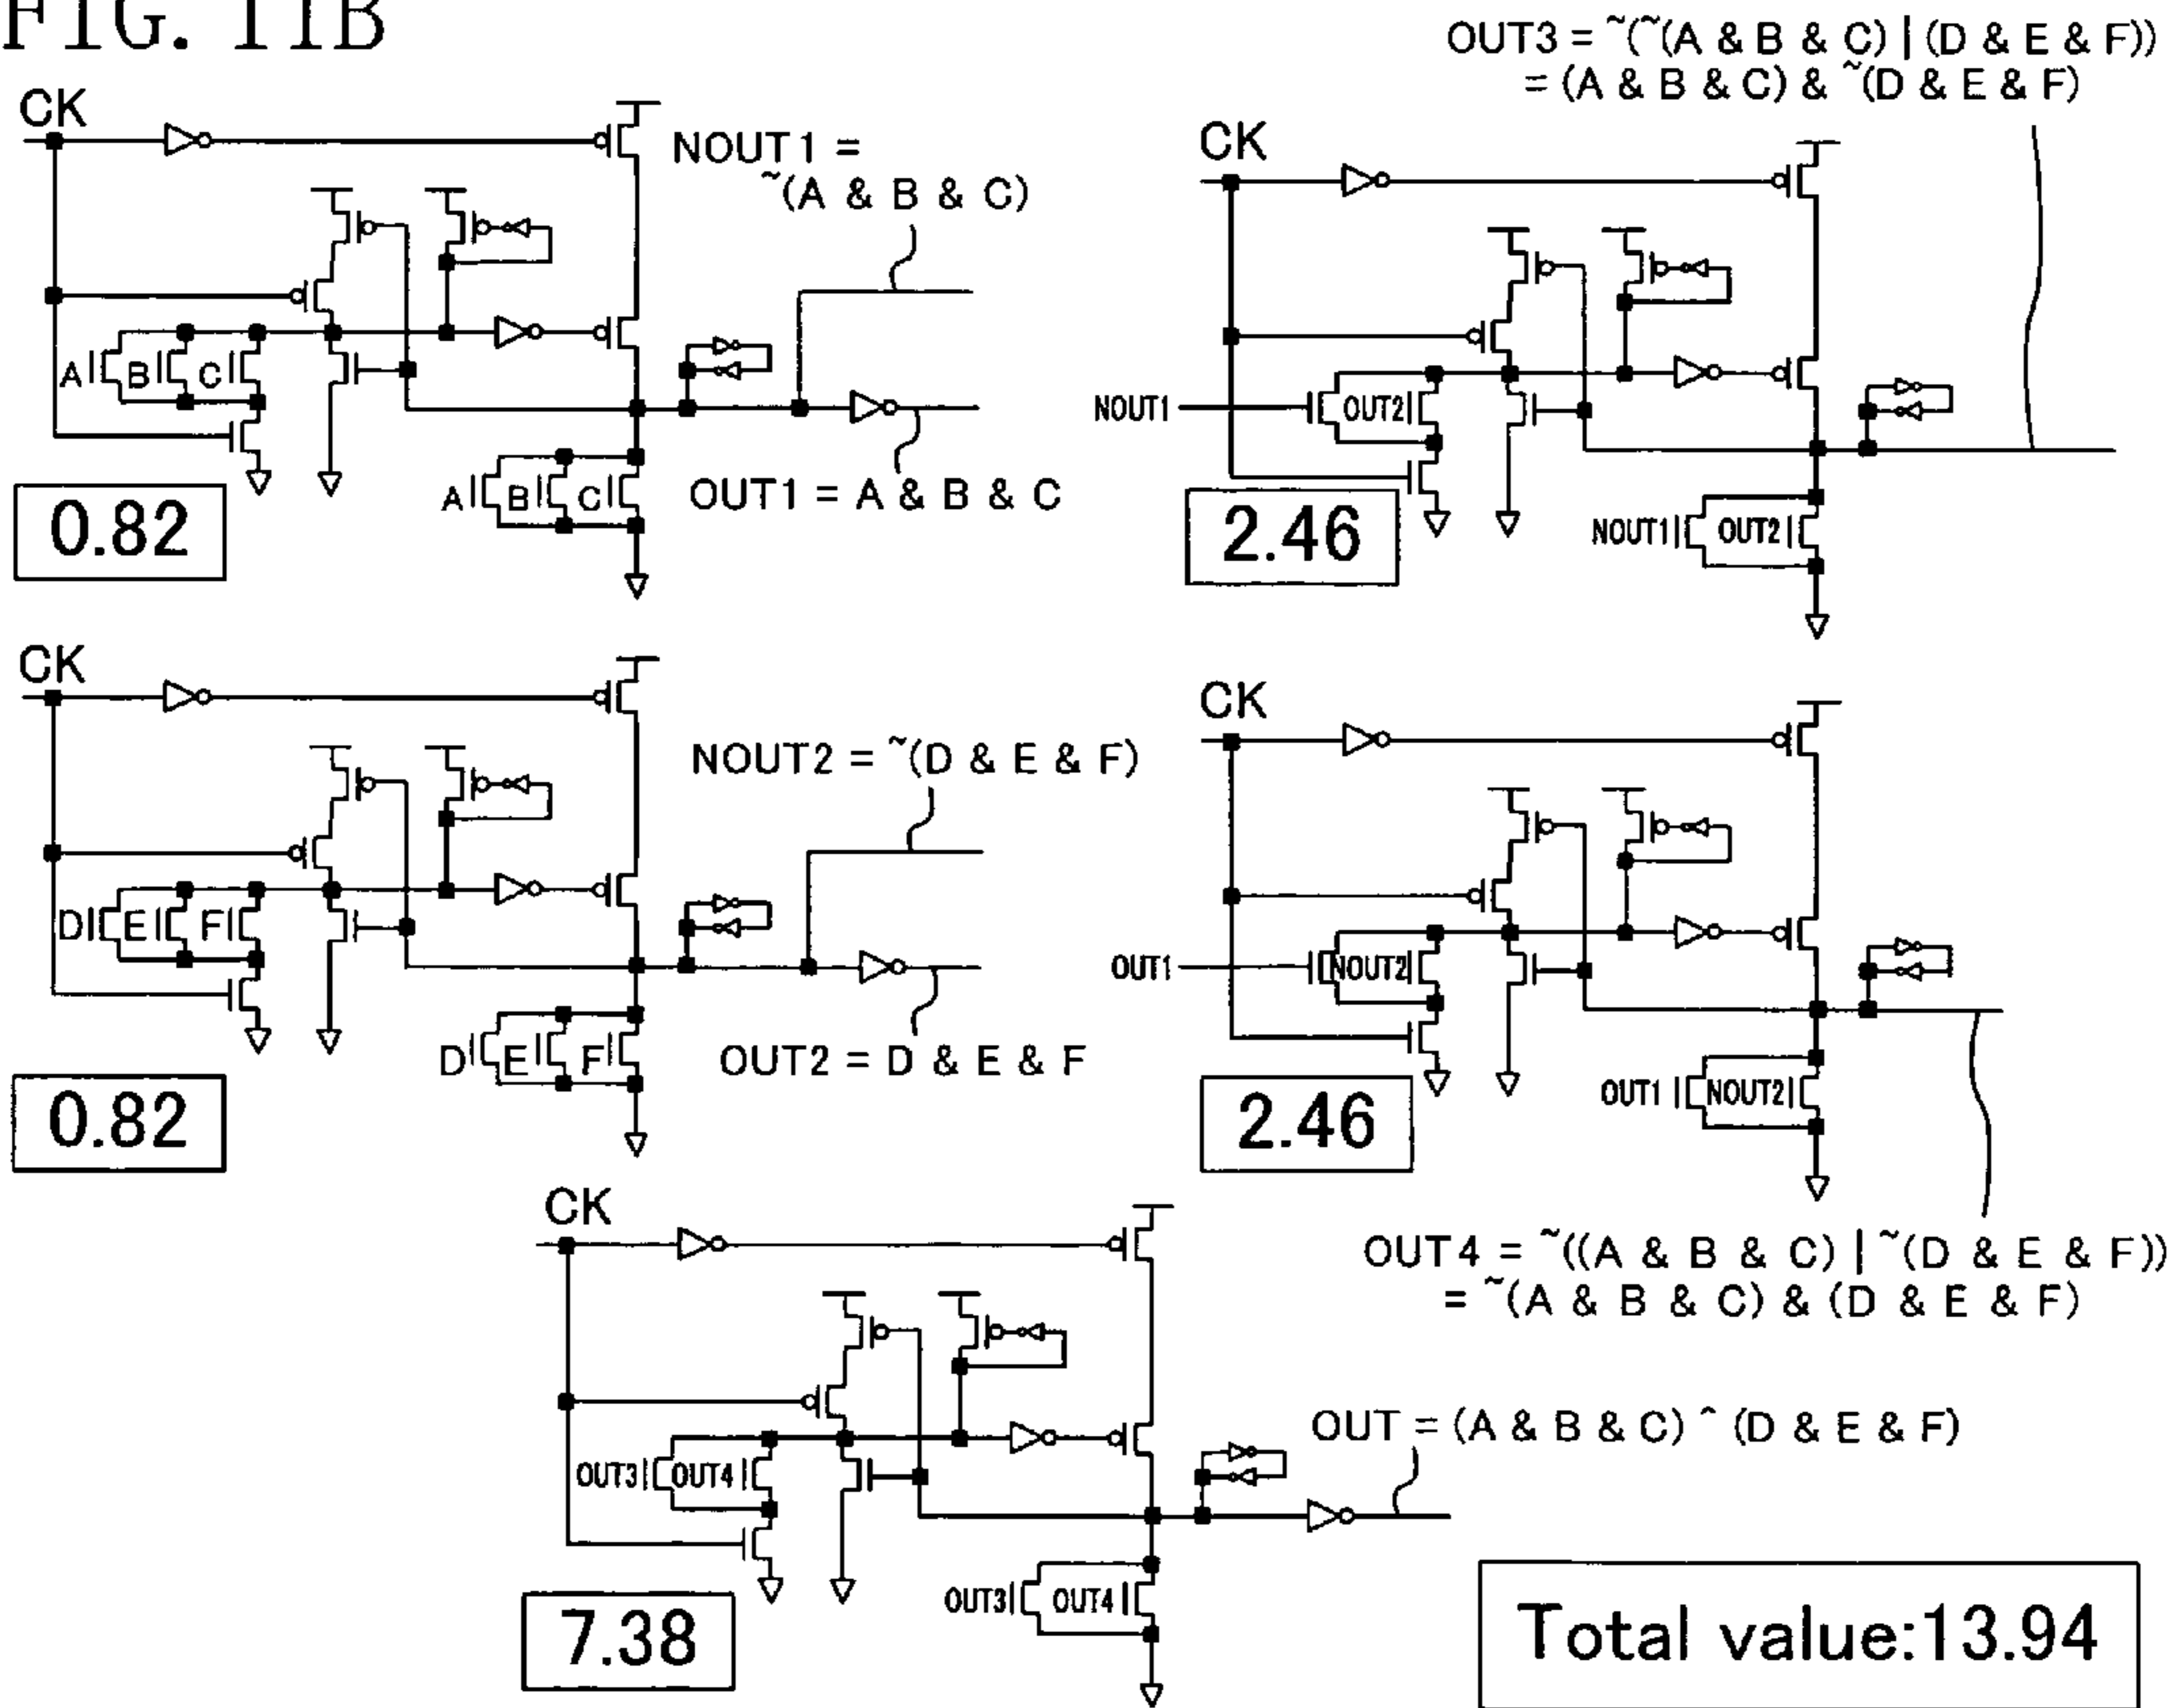 FIG. 11B
OUT3 = ~(~(A & B & C) | (D & E & F))
= (A & B & C) & ~(D & E & F)
CK
NOUT1 =
~(A & B & C)
A B C
A B C
OUT1 = A & B & C
0.82
CK
NOUT1
OUT2
NOUT1 OUT2
2.46
CK
NOUT2 = ~(D & E & F)
D E F
D E F
OUT2 = D & E & F
0.82
CK
OUT1
NOUT2
OUT1 NOUT2
2.46
OUT4 = ~((A & B & C) | ~(D & E & F))
= ~(A & B & C) & (D & E & F)
CK
OUT3 OUT4
OUT = (A & B & C) ^ (D & E & F)
OUT3 OUT4
7.38
Total value:13.94